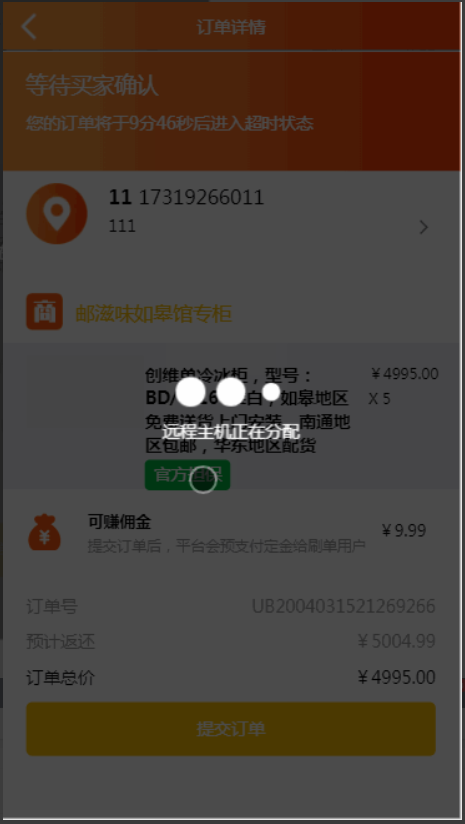 订单详情
等待买家确认
您的订单将于9分46秒后进入超时状态
11 17319266011
111
商
邮滋味如皋馆专柜
创维单冷冰柜，型号： ￥4995.00
BD/ 白，如皋地区 X 5
免费送货上门安装，南通地
远程主机正在分配
区包邮，华东地区配货
官方担保
可赚佣金 ￥9.99
提交订单后，平台会预支付定金给刷单用户
订单号 UB2004031521269266
预计返还 ￥5004.99
订单总价 ￥4995.00
提交订单